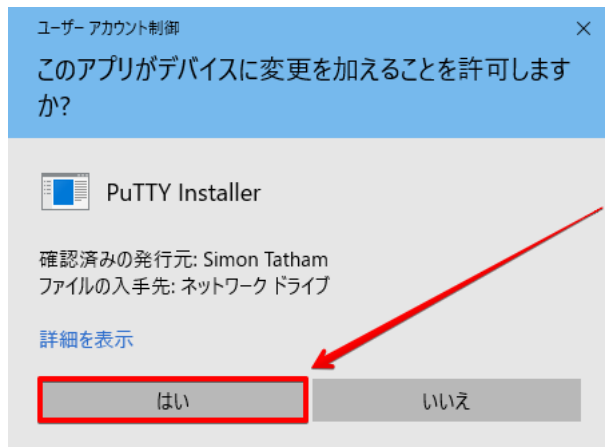 ユーザー アカウント制御
このアプリがデバイスに変更を加えることを許可します
か?
PuTTY Installer
確認済みの発行元: Simon Tatham
ファイルの入手先: ネットワーク ドライブ
詳細を表示
はい
いいえ